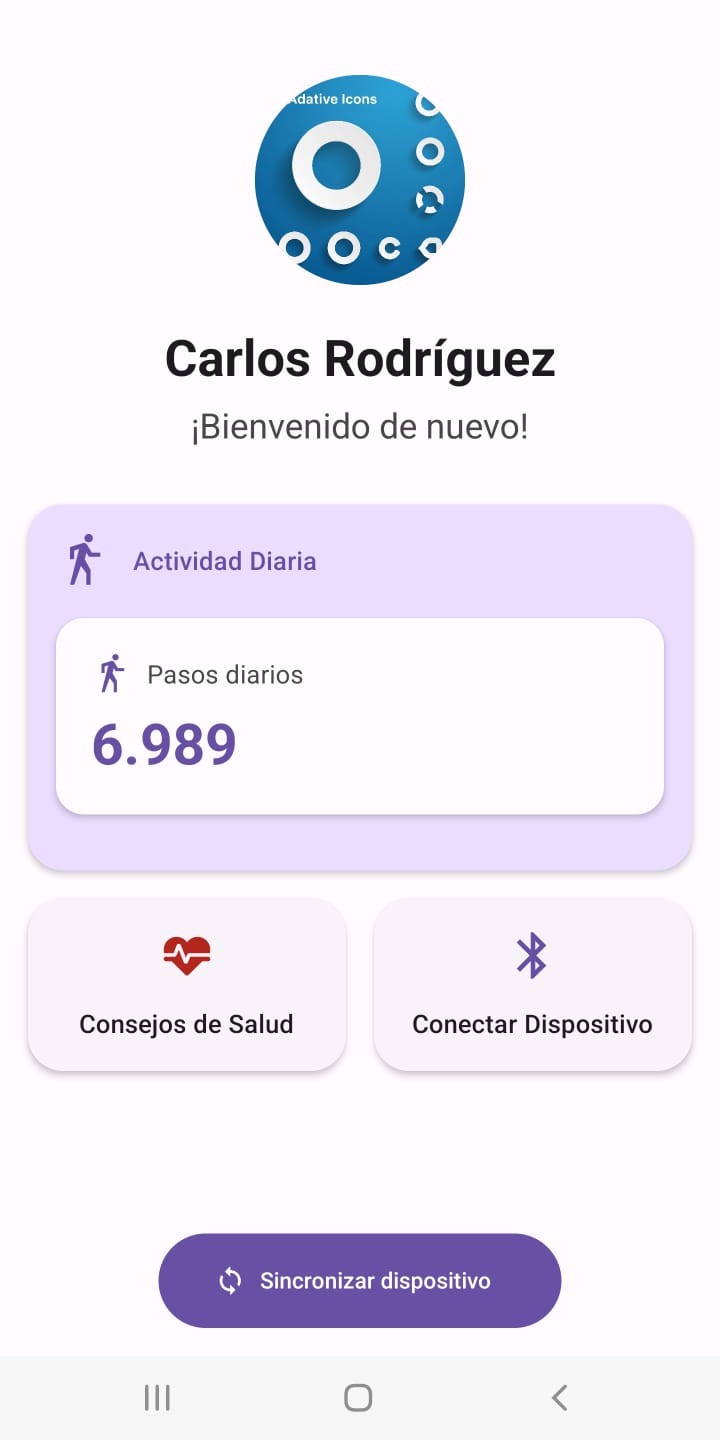 Adative Icons
Carlos Rodríguez
¡Bienvenido de nuevo!
Actividad Diaria
Pasos diarios
6.989
Consejos de Salud
Conectar Dispositivo
Sincronizar dispositivo